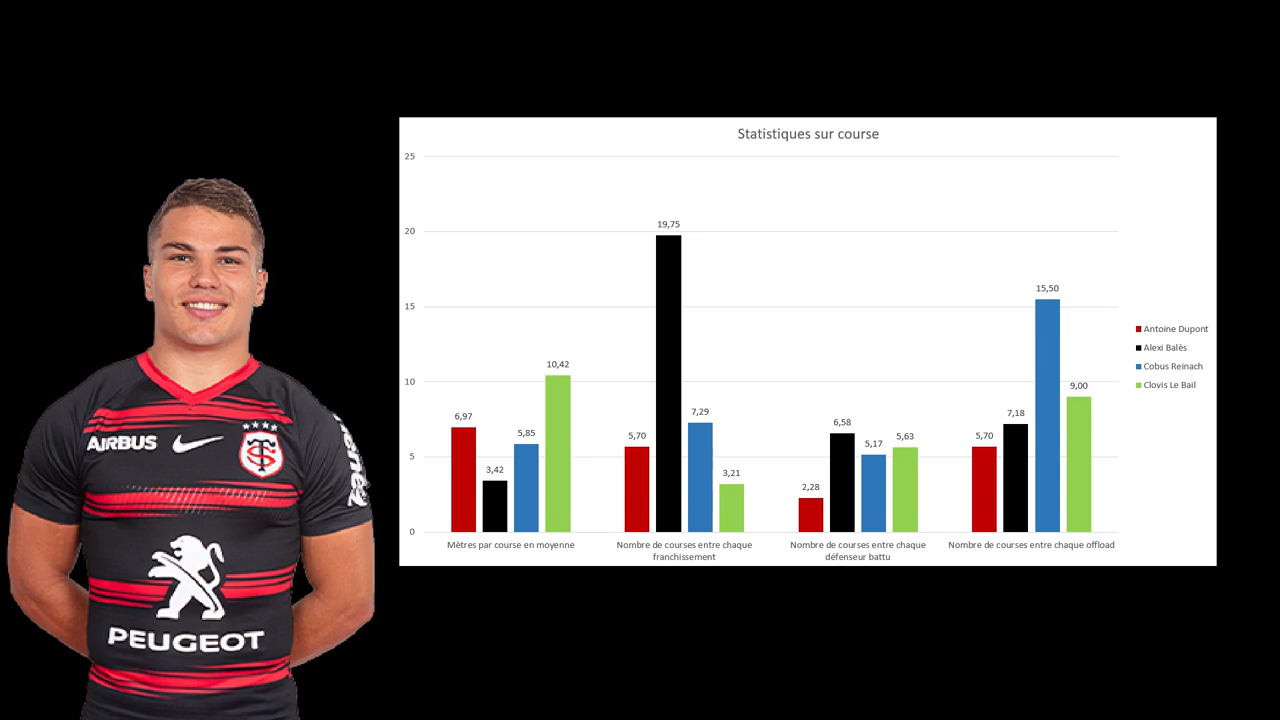 Statistiques sur course
25
20
15
10
5
0
6,97
3,42
5,85
10,42
5,70
19,75
7,29
3,21
2,28
6,58
5,17
5,63
5,70
7,18
15,50
9,00
Mètres par course en moyenne
Nombre de courses entre chaque
franchissement
Nombre de courses entre chaque
défenseur battu
Nombre de courses entre chaque offload
Antoine Dupont
Alexi Balès
Cobus Reinach
Clovis Le Bail
AIRBUS
PEUGEOT